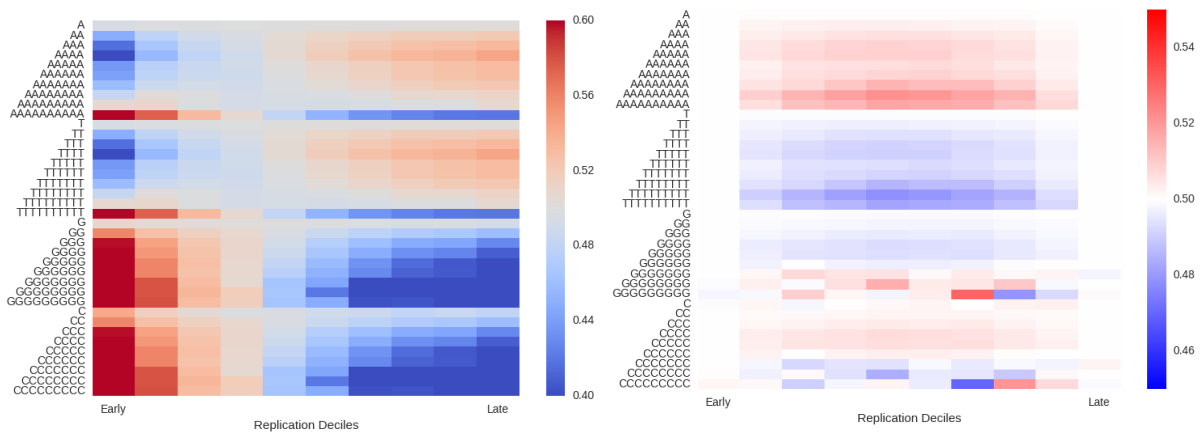 A
AA
AAA
AAAA
AAAAA
AAAAAA
AAAAAAA
AAAAAAAA
AAAAAAAAA
AAAAAAAAAA
T
TT
TTT
TTTT
TTTTT
TTTTTT
TTTTTTT
TTTTTTTT
TTTTTTTTT
TTTTTTTTTT
G
GG
GGG
GGGG
GGGGG
GGGGGG
GGGGGGG
GGGGGGGG
GGGGGGGGG
C
CC
CCC
CCCC
CCCCC
CCCCCC
CCCCCCC
CCCCCCCC
CCCCCCCCC
Early
Late
Replication Deciles
0.60
0.56
0.52
0.48
0.44
0.40
A
AA
AAA
AAAA
AAAAA
AAAAAA
AAAAAAA
AAAAAAAA
AAAAAAAAA
AAAAAAAAAA
T
TT
TTT
TTTT
TTTTT
TTTTTT
TTTTTTT
TTTTTTTT
TTTTTTTTT
TTTTTTTTTT
G
GG
GGG
GGGG
GGGGG
GGGGGG
GGGGGGG
GGGGGGGG
GGGGGGGGG
C
CC
CCC
CCCC
CCCCC
CCCCCC
CCCCCCC
CCCCCCCC
CCCCCCCCC
Early
Late
Replication Deciles
0.54
0.52
0.50
0.48
0.46